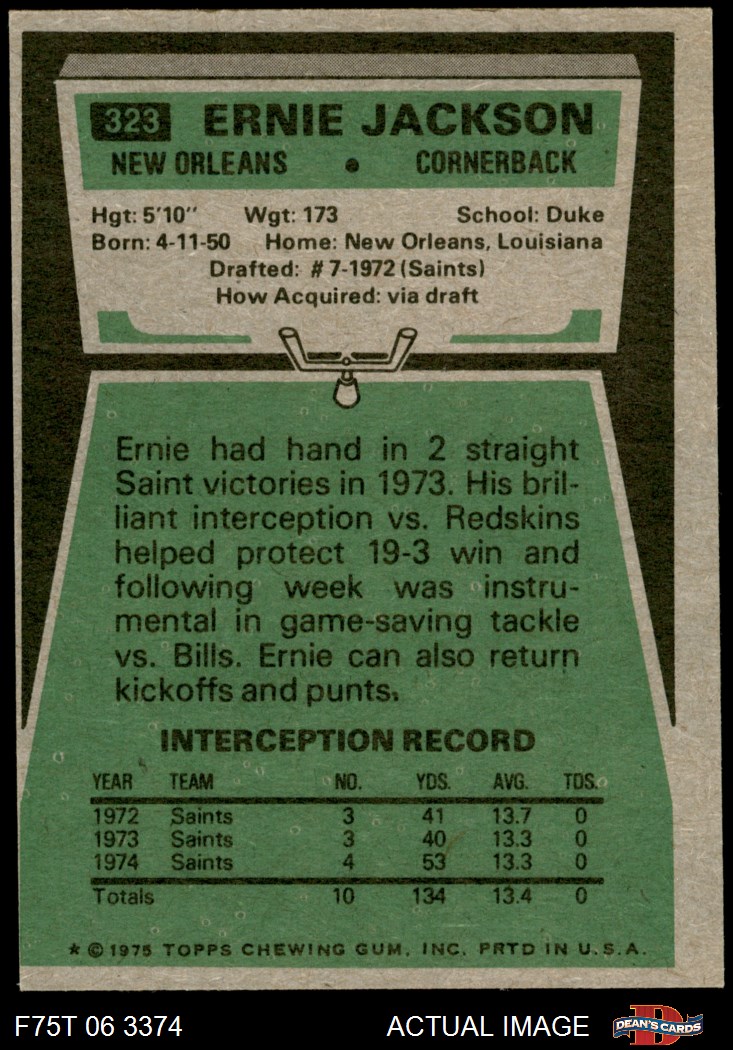 323 ERNIE JACKSON
NEW ORLEANS • CORNERBACK
Hgt: 5'10" Wgt: 173 School: Duke
Born: 4-11-50 Home: New Orleans, Louisiana
Drafted: #7-1972 (Saints)
How Acquired: via draft
Ernie had hand in 2 straight
Saint victories in 1973. His bril-
liant interception vs. Redskins
helped protect 19-3 win and
following week was instru-
mental in game-saving tackle
vs. Bills. Ernie can also return
kickoffs and punts.
INTERCEPTION RECORD
YEAR TEAM NO. YDS. AVG. TDS.
1972 Saints 3 41 13.7 0
1973 Saints 3 40 13.3 0
1974 Saints 4 53 13.3 0
Totals 10 134 13.4 0
* © 1975 TOPPS CHEWING GUM, INC. PRTD IN U.S.A.
F75T 06 3374 ACTUAL IMAGE D DEAN'S CARDS